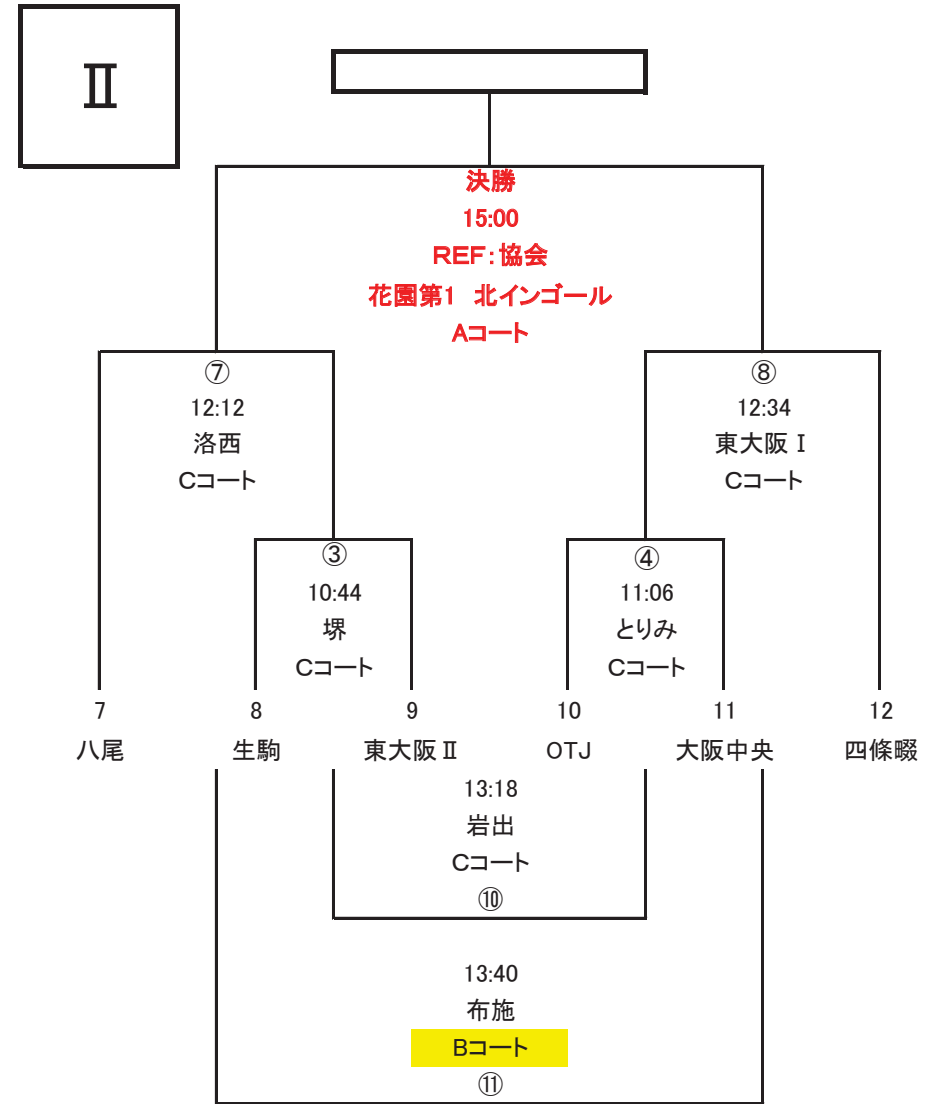 Ⅱ
決勝
15:00
REF:協会
花園第1 北インゴール
Aコート
⑦
12:12
洛西
Cコート
⑧
12:34
東大阪Ⅰ
Cコート
③
10:44
堺
Cコート
④
11:06
とりみ
Cコート
7 8 9 10 11 12
八尾 生駒 東大阪Ⅱ OTJ 大阪中央 四條畷
13:18
岩出
Cコート
⑩
13:40
布施
Bコート
⑪